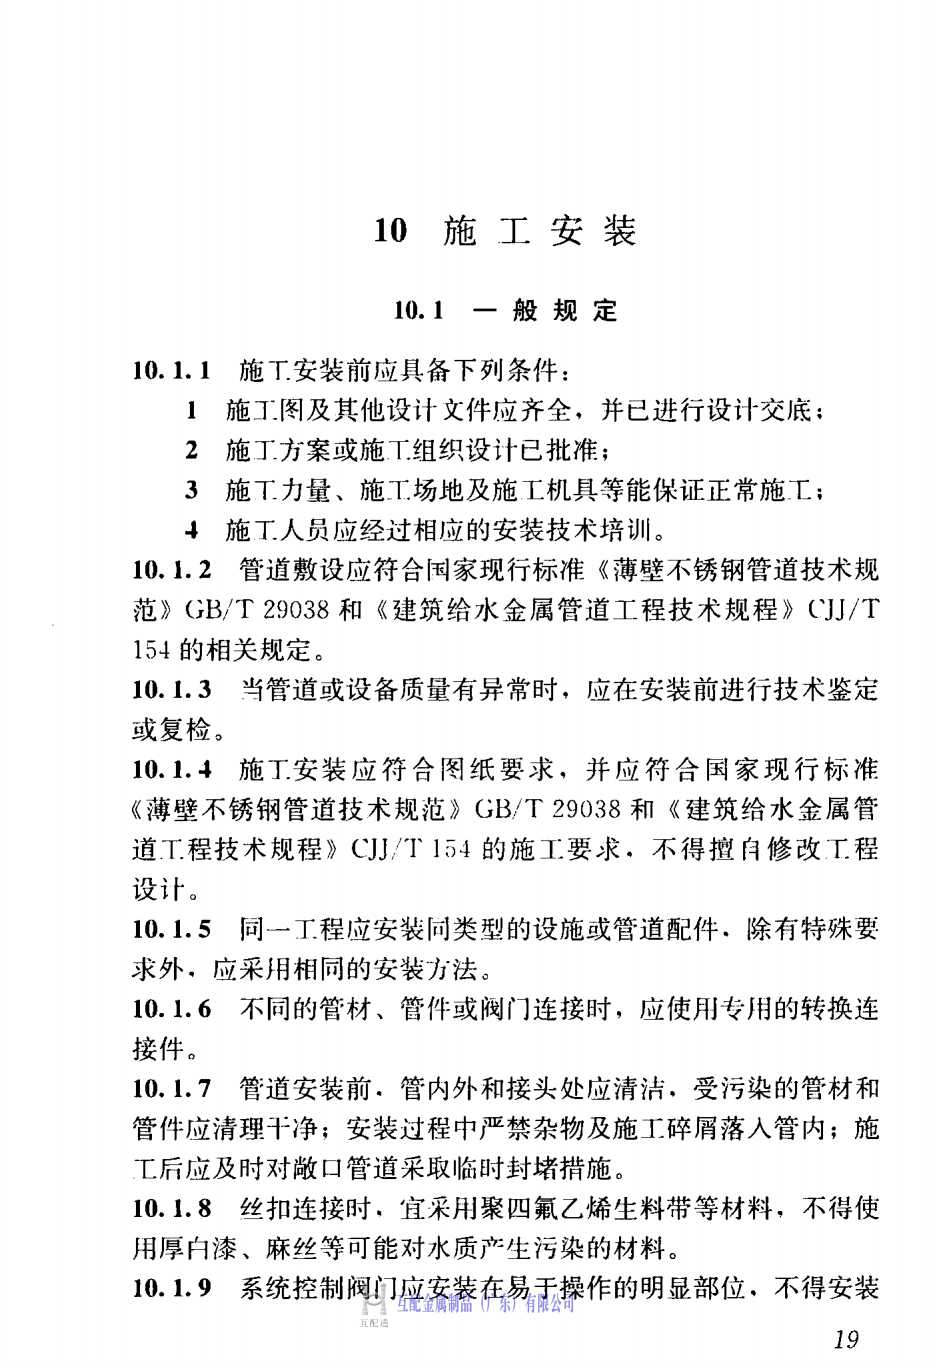 10 施工安装
10.1 一般规定
10.1.1 施工安装前应具备下列条件：
1 施工图及其他设计文件应齐全，并已进行设计交底；
2 施工方案或施工组织设计已批准；
3 施工力量、施工场地及施工机具等能保证正常施工；
4 施工人员应经过相应的安装技术培训。
10.1.2 管道敷设应符合国家现行标准《薄壁不锈钢管道技术规
范》GB/T 29038 和《建筑给水金属管道工程技术规程》CJJ/T
154 的相关规定。
10.1.3 当管道或设备质量有异常时，应在安装前进行技术鉴定
或复检。
10.1.4 施工安装应符合图纸要求，并应符合国家现行标准
《薄壁不锈钢管道技术规范》GB/T 29038 和《建筑给水金属管
道工程技术规程》CJJ/T 154 的施工要求，不得擅自修改工程
设计。
10.1.5 同一工程应安装同类型的设施或管道配件，除有特殊要
求外，应采用相同的安装方法。
10.1.6 不同的管材、管件或阀门连接时，应使用专用的转换连
接件。
10.1.7 管道安装前，管内外和接头处应清洁，受污染的管材和
管件应清理干净；安装过程中严禁杂物及施工碎屑落入管内；施
工后应及时对敞口管道采取临时封堵措施。
10.1.8 丝扣连接时，宜采用聚四氟乙烯生料带等材料，不得使
用厚白漆、麻丝等可能对水质产生污染的材料。
10.1.9 系统控制阀门应安装在易于操作的明显部位，不得安装
互配金属制品（广东）有限公司
互配通
19